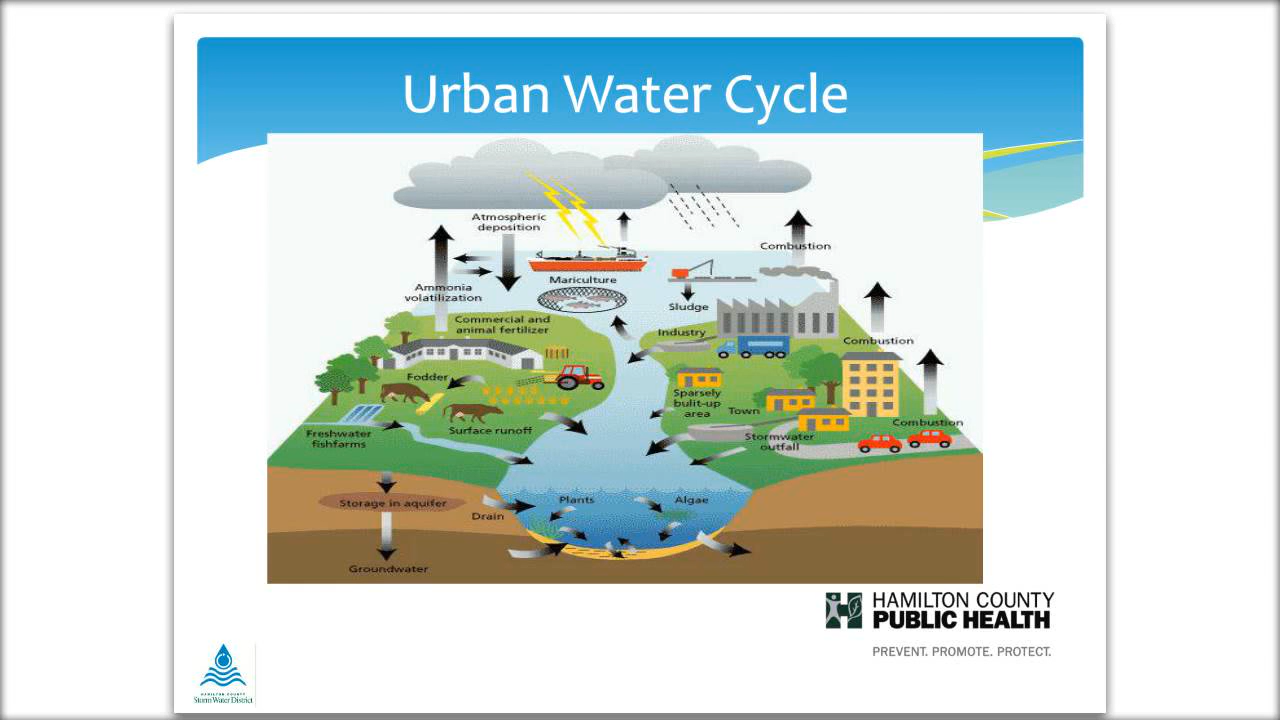 Urban Water Cycle
Atmospheric
deposition
Combustion
Ammonia
volatilization
Mariculture
Sludge
Commercial and
animal fertilizer
Industry
Combustion
Fodder
Sparsely
bulit-up
area
Town
Combustion
Freshwater
fishfarms
Surface runoff
Stormwater
outfall
Storage in aquifer
Drain
Plants
Algae
Groundwater
HAMILTON COUNTY
PUBLIC HEALTH
PREVENT. PROMOTE. PROTECT.
HAMILTON COUNTY
Storm Water District